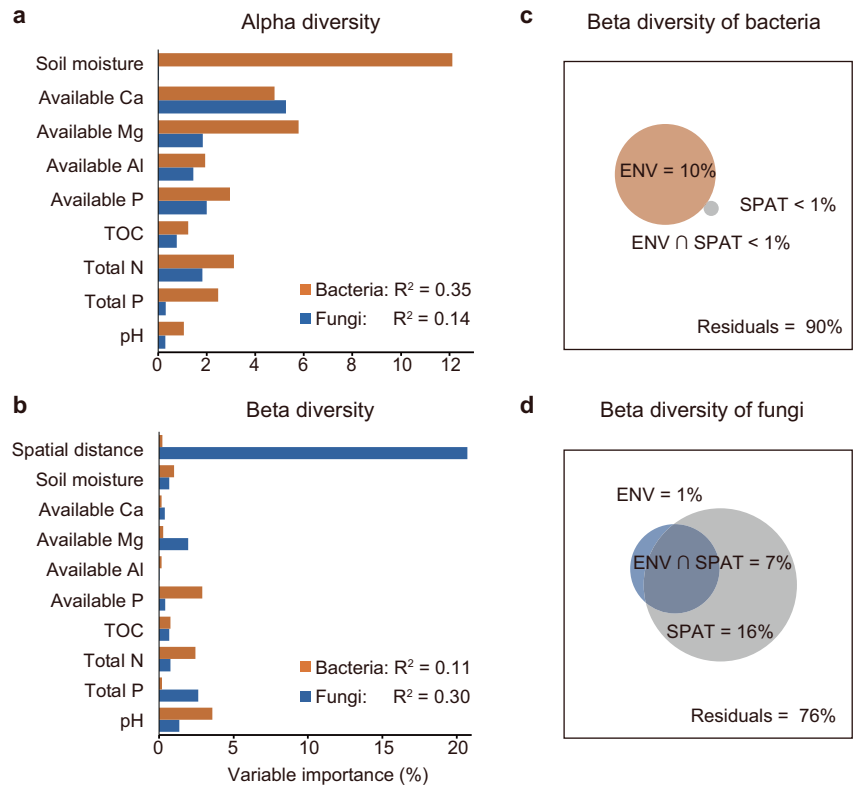 a
Alpha diversity
Soil moisture
Available Ca
Available Mg
Available Al
Available P
TOC
Total N
Total P
pH
Bacteria: R² = 0.35
Fungi: R² = 0.14
0 2 4 6 8 10 12
b
Beta diversity
Spatial distance
Soil moisture
Available Ca
Available Mg
Available Al
Available P
TOC
Total N
Total P
pH
Bacteria: R² = 0.11
Fungi: R² = 0.30
0 5 10 15 20
Variable importance (%)
c
Beta diversity of bacteria
ENV = 10%
SPAT < 1%
ENV ∩ SPAT < 1%
Residuals = 90%
d
Beta diversity of fungi
ENV = 1%
ENV ∩ SPAT = 7%
SPAT = 16%
Residuals = 76%